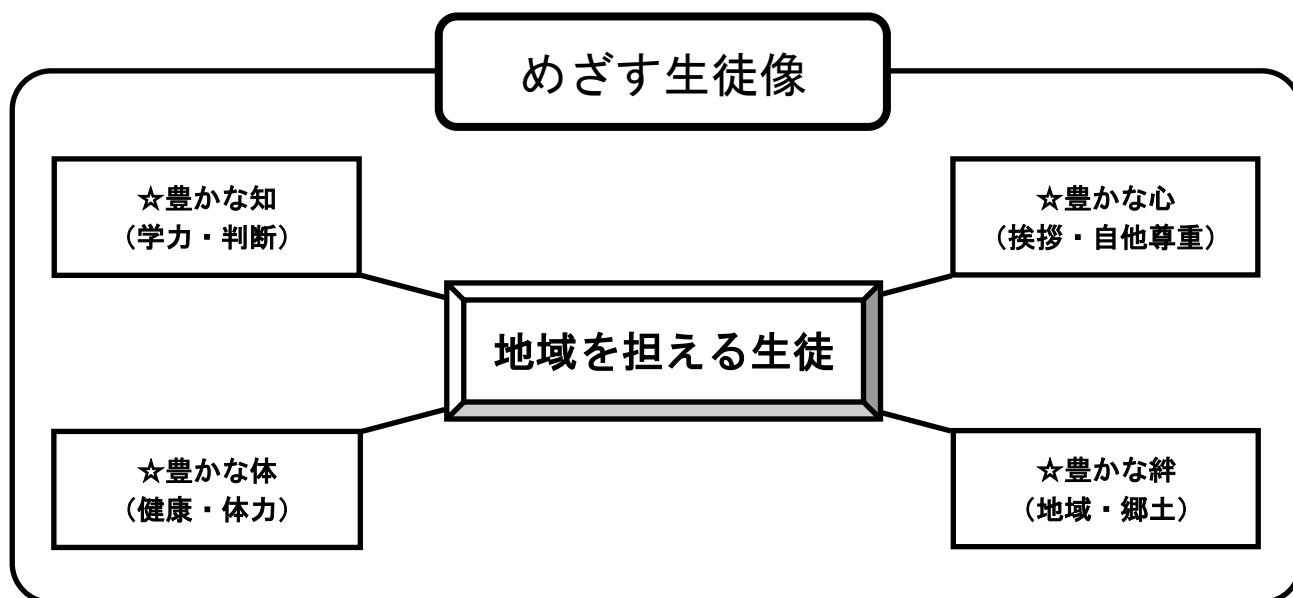 めざす生徒像
☆豊かな知
（学力・判断）
☆豊かな心
（挨拶・自他尊重）
地域を担える生徒
☆豊かな体
（健康・体力）
☆豊かな絆
（地域・郷土）